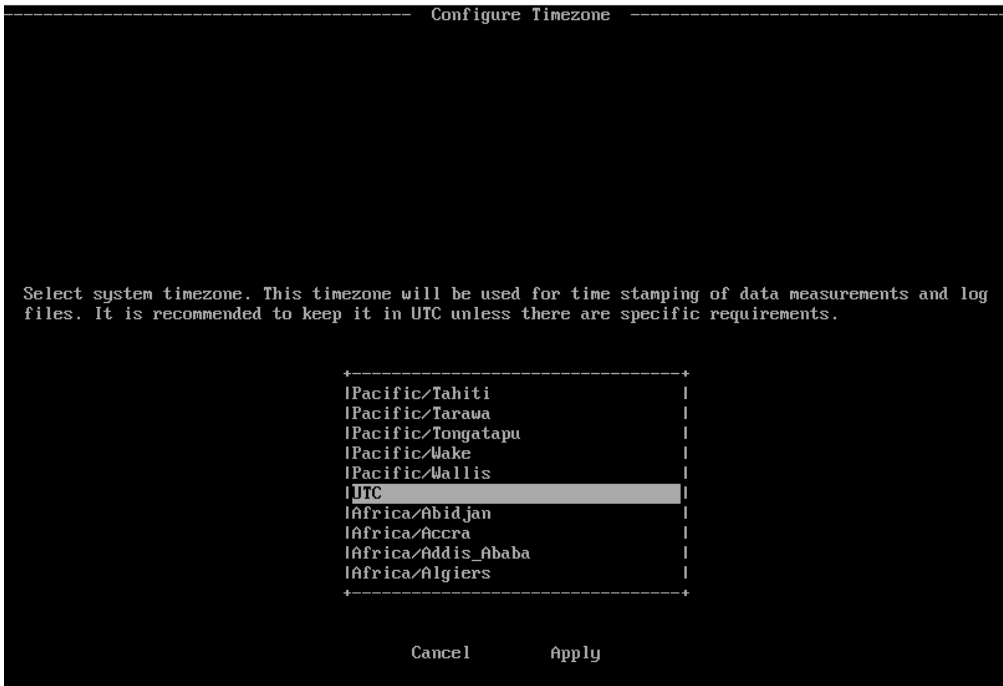 Configure Timezone
Select system timezone. This timezone will be used for time stamping of data measurements and log
files. It is recommended to keep it in UTC unless there are specific requirements.
Pacific/Tahiti
Pacific/Tarawa
Pacific/Tongatapu
Pacific/Wake
Pacific/Wallis
UTC
Africa/Abidjan
Africa/Accra
Africa/Addis_Ababa
Africa/Algiers
Cancel Apply